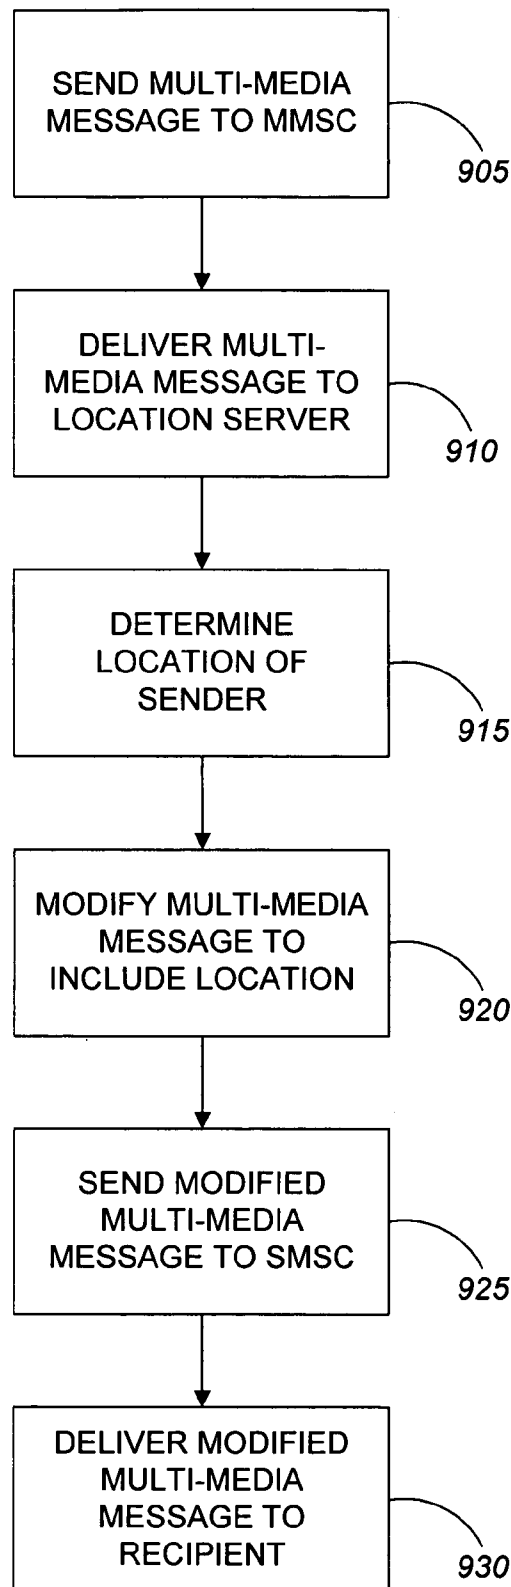 SEND MULTI-MEDIA
MESSAGE TO MMSC
905
DELIVER MULTI-
MEDIA MESSAGE TO
LOCATION SERVER
910
DETERMINE
LOCATION OF
SENDER
915
MODIFY MULTI-MEDIA
MESSAGE TO
INCLUDE LOCATION
920
SEND MODIFIED
MULTI-MEDIA
MESSAGE TO SMSC
925
DELIVER MODIFIED
MULTI-MEDIA
MESSAGE TO
RECIPIENT
930